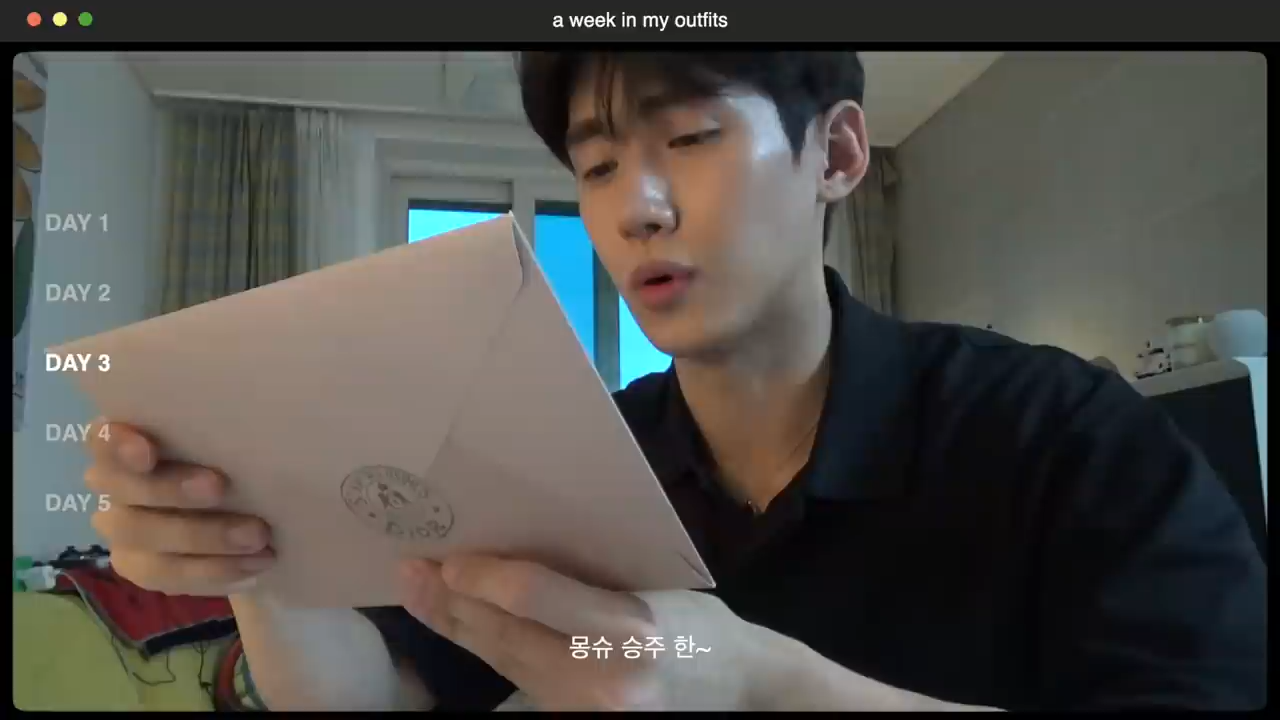 a week in my outfits
DAY 1
DAY 2
DAY 3
DAY 4
DAY 5
몽슈 승주 한~